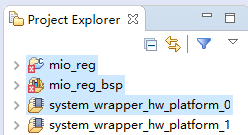 Project Explorer
mio_reg
mio_reg_bsp
system_wrapper_hw_platform_0
system_wrapper_hw_platform_1